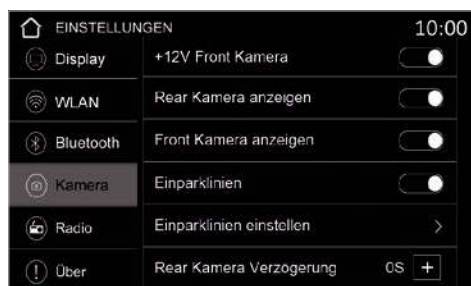 EINSTELLUNGEN 10:00
Display
WLAN
Bluetooth
Kamera
Radio
Über
+12V Front Kamera
Rear Kamera anzeigen
Front Kamera anzeigen
Einparklinien
Einparklinien einstellen >
Rear Kamera Verzögerung 0S +